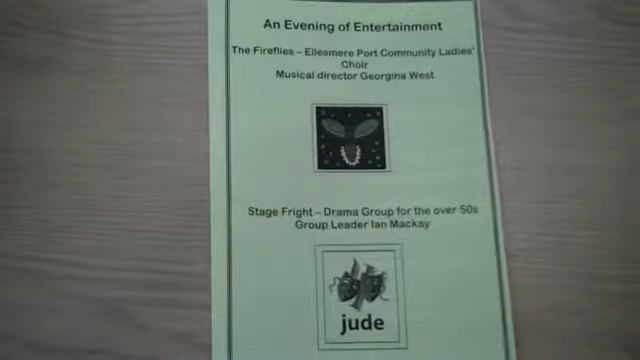 An Evening of Entertainment
The Fireflies – Ellesmere Port Community Ladies'
Choir
Musical director Georgina West
Stage Fright – Drama Group for the over 50s
Group Leader Ian Mackay
jude